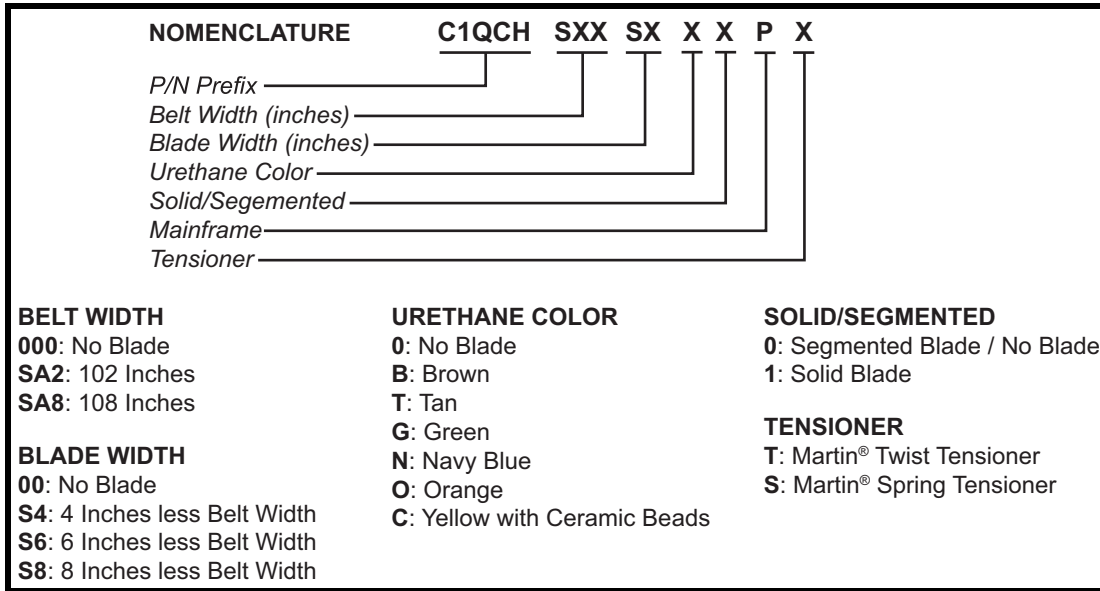 NOMENCLATURE C1QCH SXX SX X X P X
P/N Prefix
Belt Width (inches)
Blade Width (inches)
Urethane Color
Solid/Segemented
Mainframe
Tensioner
BELT WIDTH
000: No Blade
SA2: 102 Inches
SA8: 108 Inches
BLADE WIDTH
00: No Blade
S4: 4 Inches less Belt Width
S6: 6 Inches less Belt Width
S8: 8 Inches less Belt Width
URETHANE COLOR
0: No Blade
B: Brown
T: Tan
G: Green
N: Navy Blue
O: Orange
C: Yellow with Ceramic Beads
SOLID/SEGMENTED
0: Segmented Blade / No Blade
1: Solid Blade
TENSIONER
T: Martin® Twist Tensioner
S: Martin® Spring Tensioner